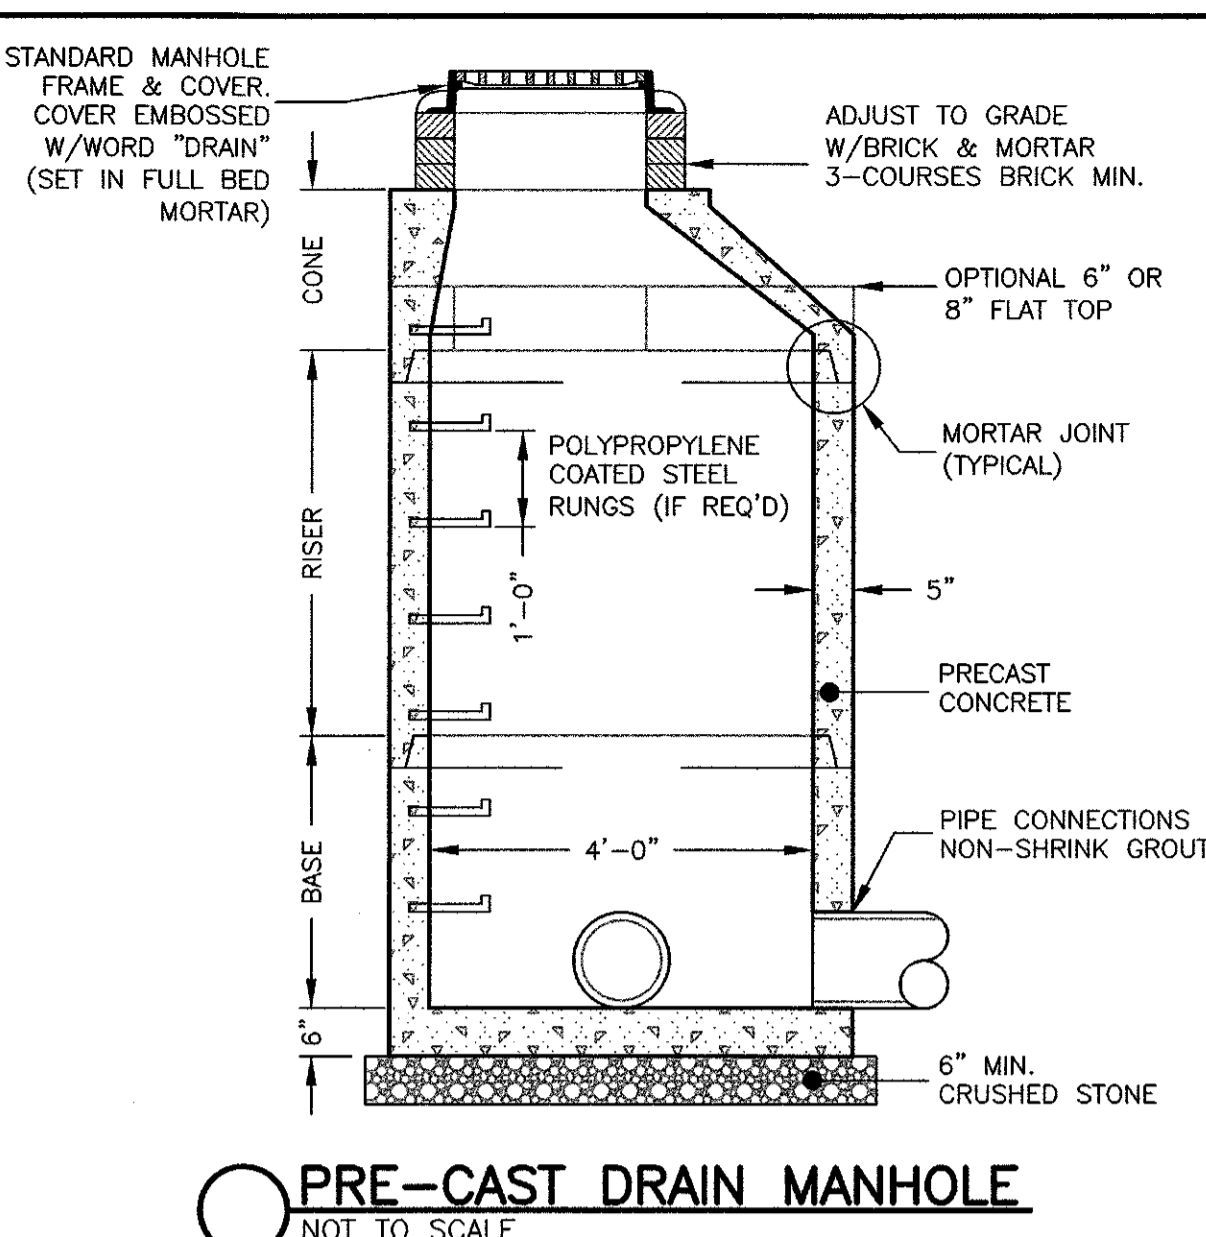 STANDARD MANHOLE
FRAME & COVER.
COVER EMBOSSED
W/WORD "DRAIN"
(SET IN FULL BED
MORTAR)
ADJUST TO GRADE
W/BRICK & MORTAR
3-COURSES BRICK MIN.
CONE
OPTIONAL 6" OR
8" FLAT TOP
MORTAR JOINT
(TYPICAL)
POLYPROPYLENE
COATED STEEL
RUNGS (IF REQ'D)
RISER
1'-0"
5"
PRECAST
CONCRETE
PIPE CONNECTIONS
NON-SHRINK GROUT
BASE
4'-0"
6"
6" MIN.
CRUSHED STONE
PRE-CAST DRAIN MANHOLE
NOT TO SCALE